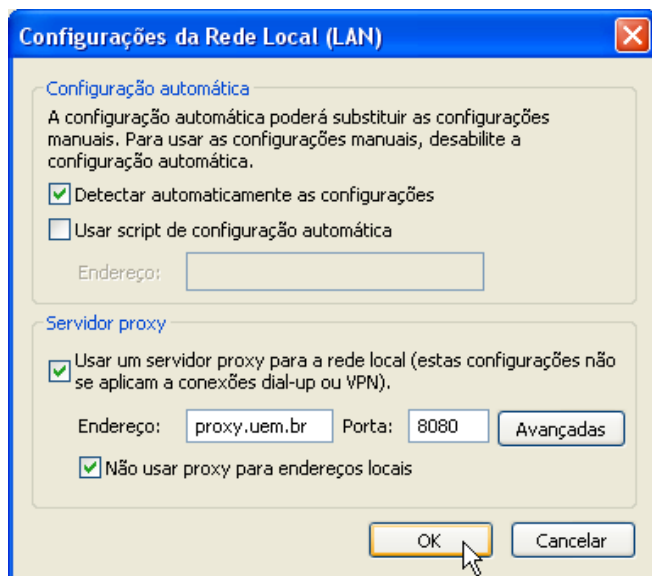 Configurações da Rede Local (LAN)
Configuração automática
A configuração automática poderá substituir as configurações
manuais. Para usar as configurações manuais, desabilite a
configuração automática.
Detectar automaticamente as configurações
Usar script de configuração automática
Endereço:
Servidor proxy
Usar um servidor proxy para a rede local (estas configurações não
se aplicam a conexões dial-up ou VPN).
Endereço: proxy.uem.br Porta: 8080 Avançadas
Não usar proxy para endereços locais
OK Cancelar